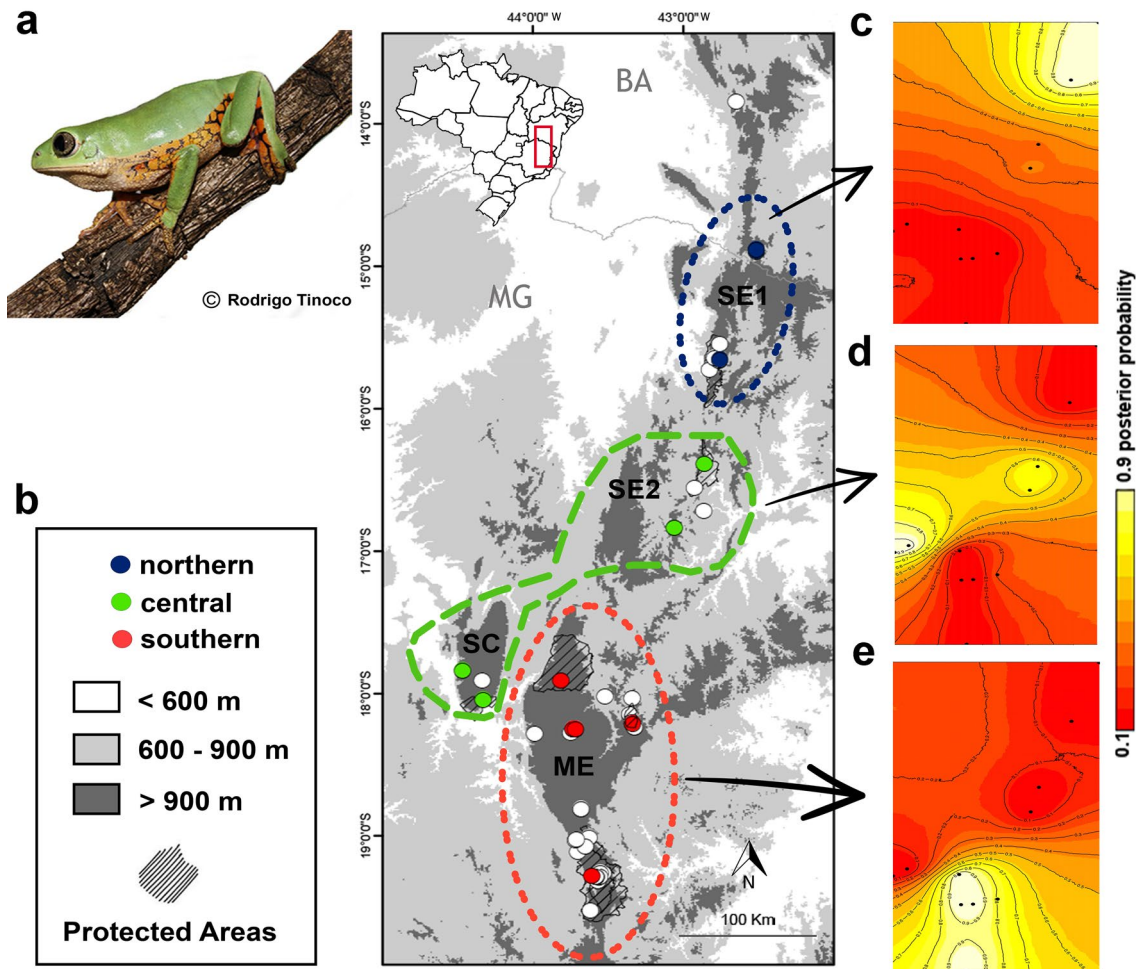 a
© Rodrigo Tinoco
b
northern
central
southern
< 600 m
600 - 900 m
> 900 m
Protected Areas
44°0'0" W
43°0'0"W
14°0'0"S
15°0'0"S
16°0'0"S
17°0'0"S
18°0'0"S
19°0'0"S
BA
MG
SE1
SE2
SC
ME
N
100 Km
c
d
e
0.1 posterior probability 0.9